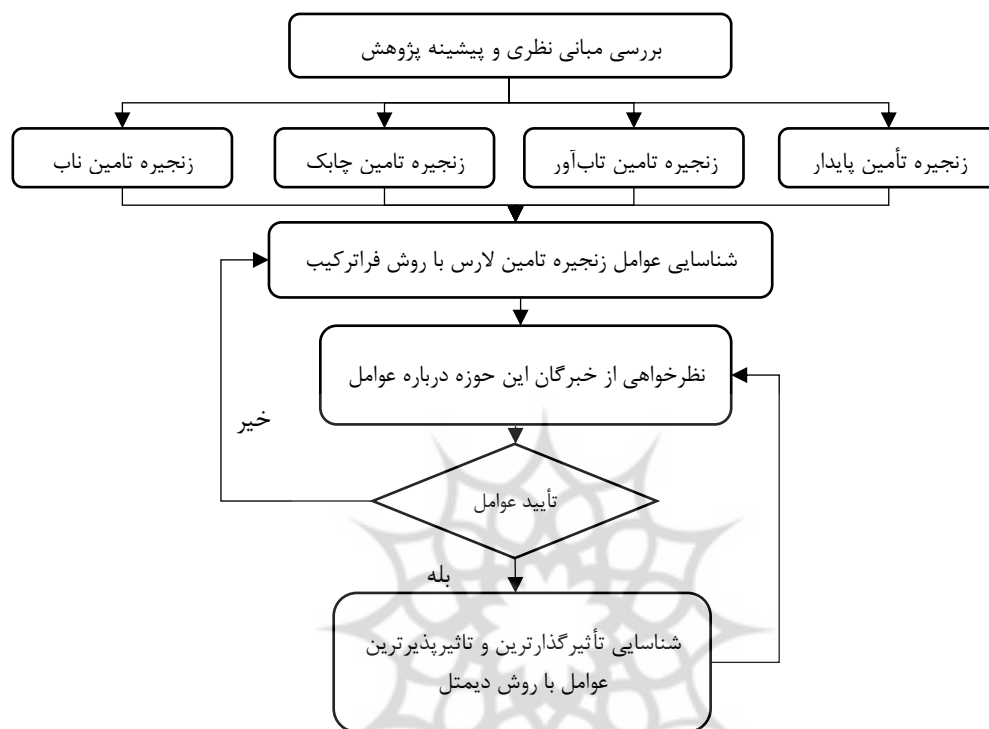 بررسی مبانی نظری و پیشینه پژوهش
زنجیره تأمین پایدار
زنجیره تامین تاب‌آور
زنجیره تامین چابک
زنجیره تامین ناب
شناسایی عوامل زنجیره تامین لارس با روش فراترکیب
نظرخواهی از خبرگان این حوزه درباره عوامل
خیر
تأیید عوامل
بله
شناسایی تأثیرگذارترین و تاثیرپذیرترین
عوامل با روش دیمتل